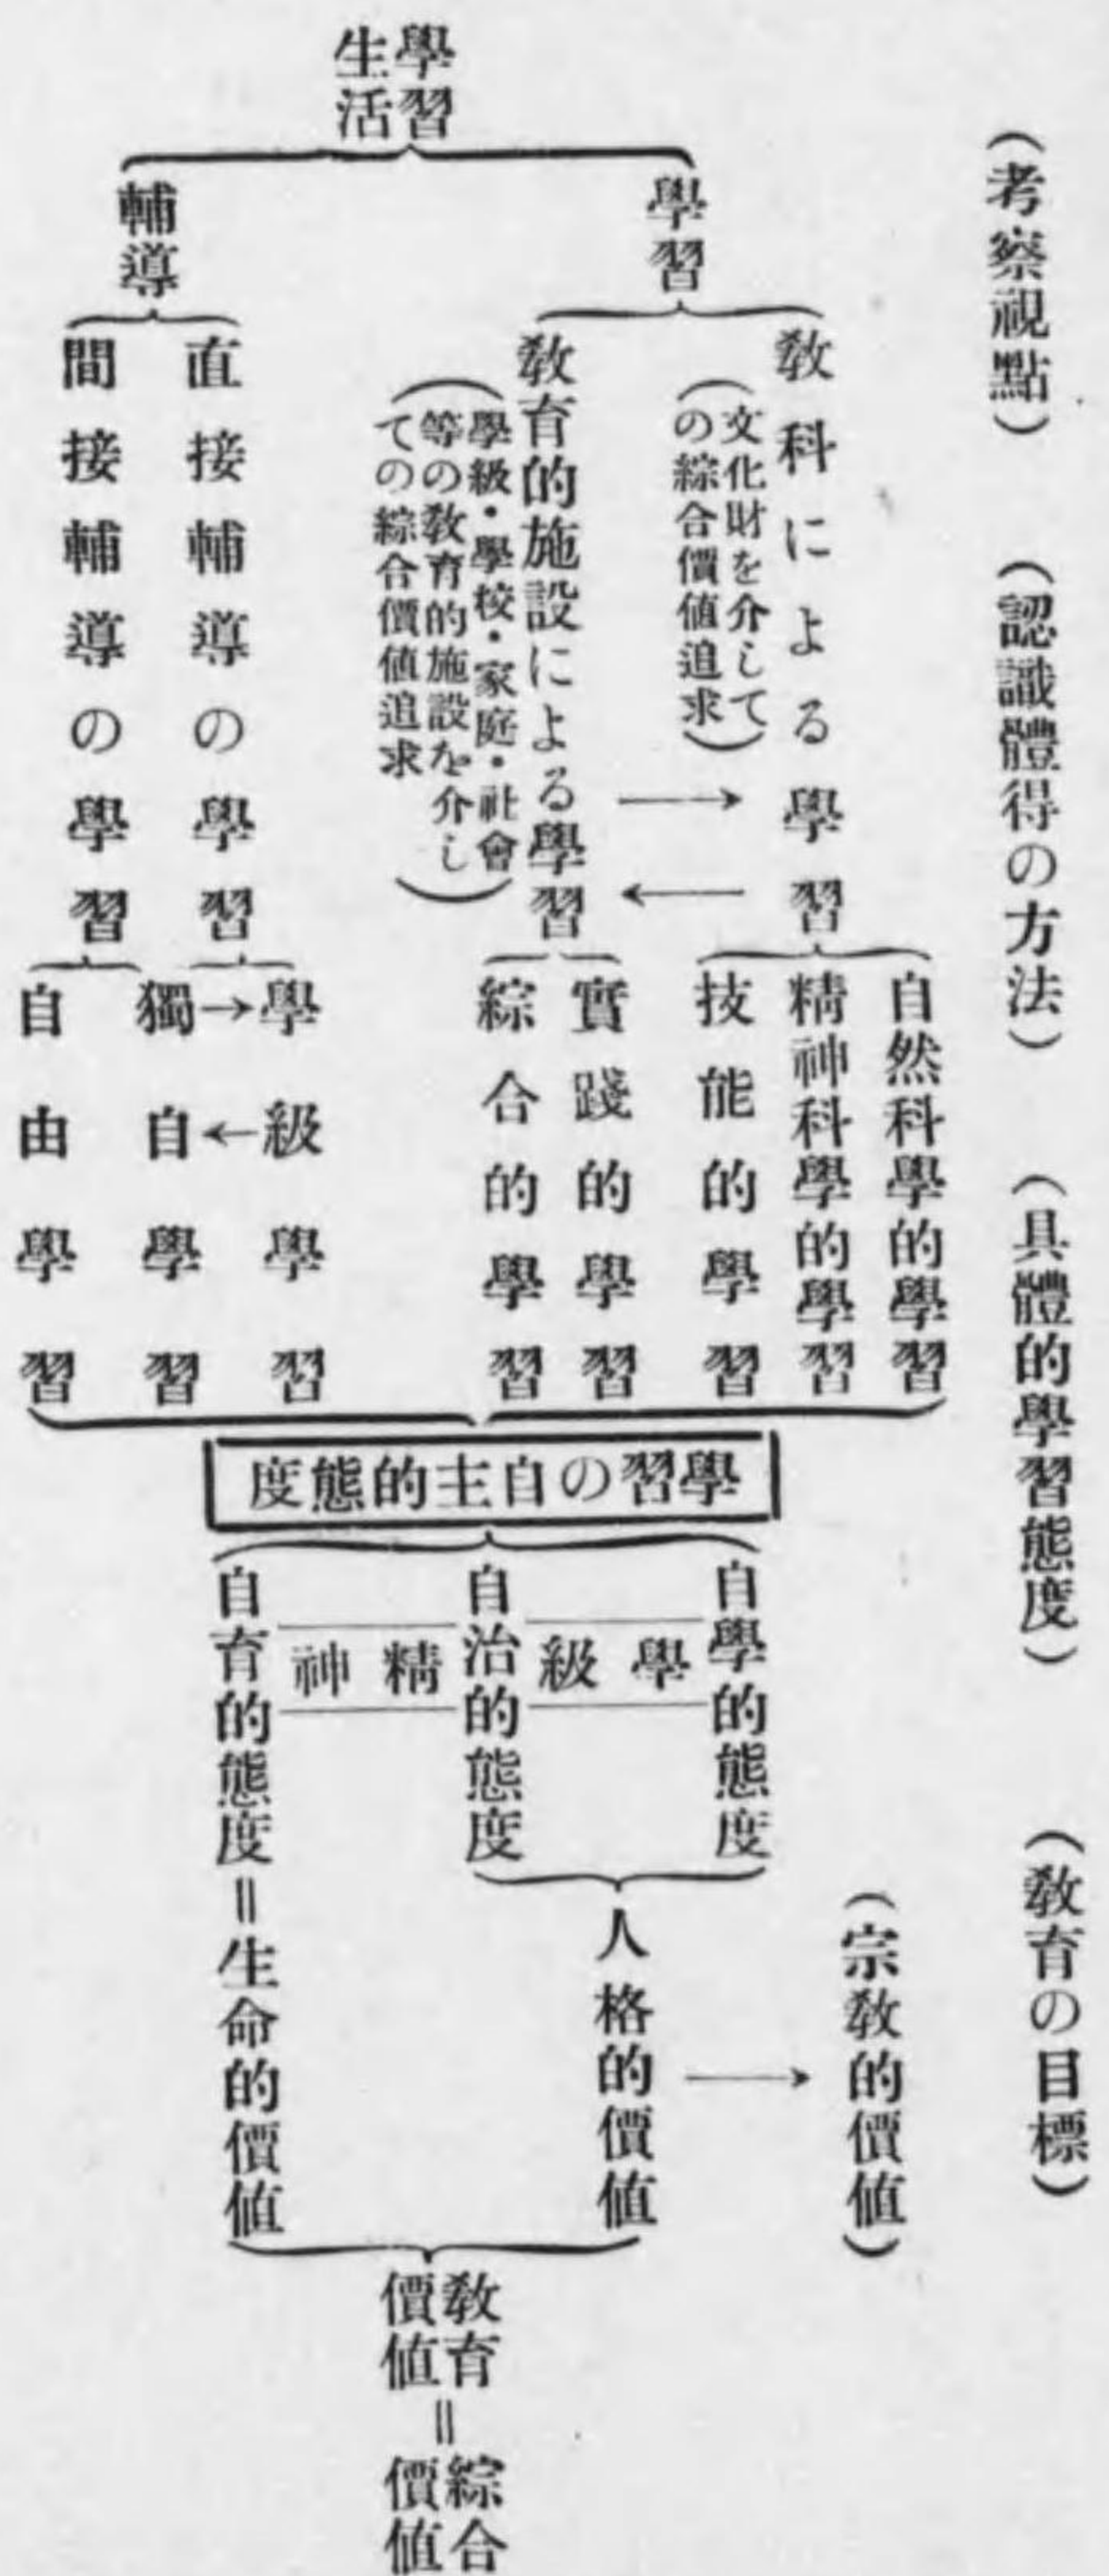 (考察視點)
(認識體得の方法)
(具體的學習態度)
(教育の目標)
學習
生活
學習
輔導
教科による學習
(文化財を介して
の綜合價値追求)
教育的施設による學習
(學級・學校・家庭・社會
等の教育的施設を介し
ての綜合價値追求)
→
←
直接輔導の學習
間接輔導の學習
自然科學的學習
精神科學的學習
技能的學習
實踐的學習
綜合的學習
學級學習
→
←
獨自學習
自由學習
學習の自主的態度
自學的態度
學級
自治的態度
精神
自育的態度=生命的價値
人格的價値
→
(宗教的價値)
教育
價値
=
綜合
價値